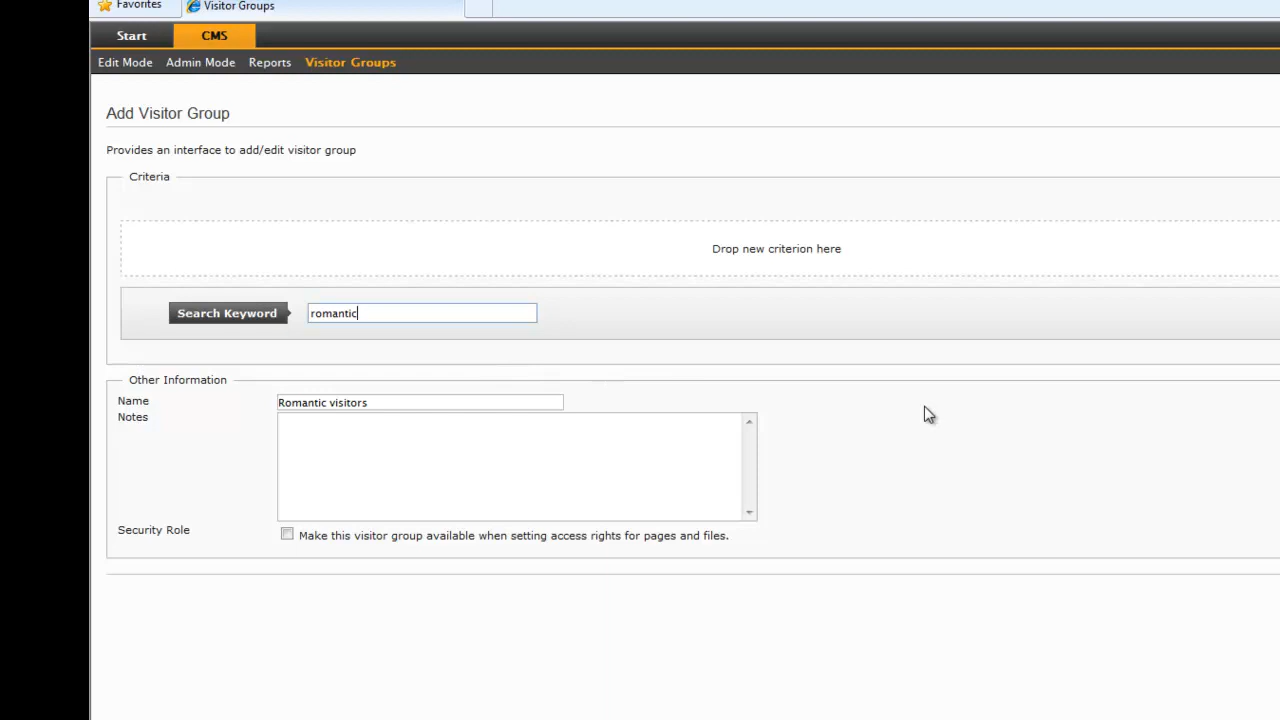 Favorites
Visitor Groups
Start
CMS
Edit Mode
Admin Mode
Reports
Visitor Groups
Add Visitor Group
Provides an interface to add/edit visitor group
Criteria
Drop new criterion here
Search Keyword
romantic
Other Information
Name
Romantic visitors
Notes
Security Role
Make this visitor group available when setting access rights for pages and files.